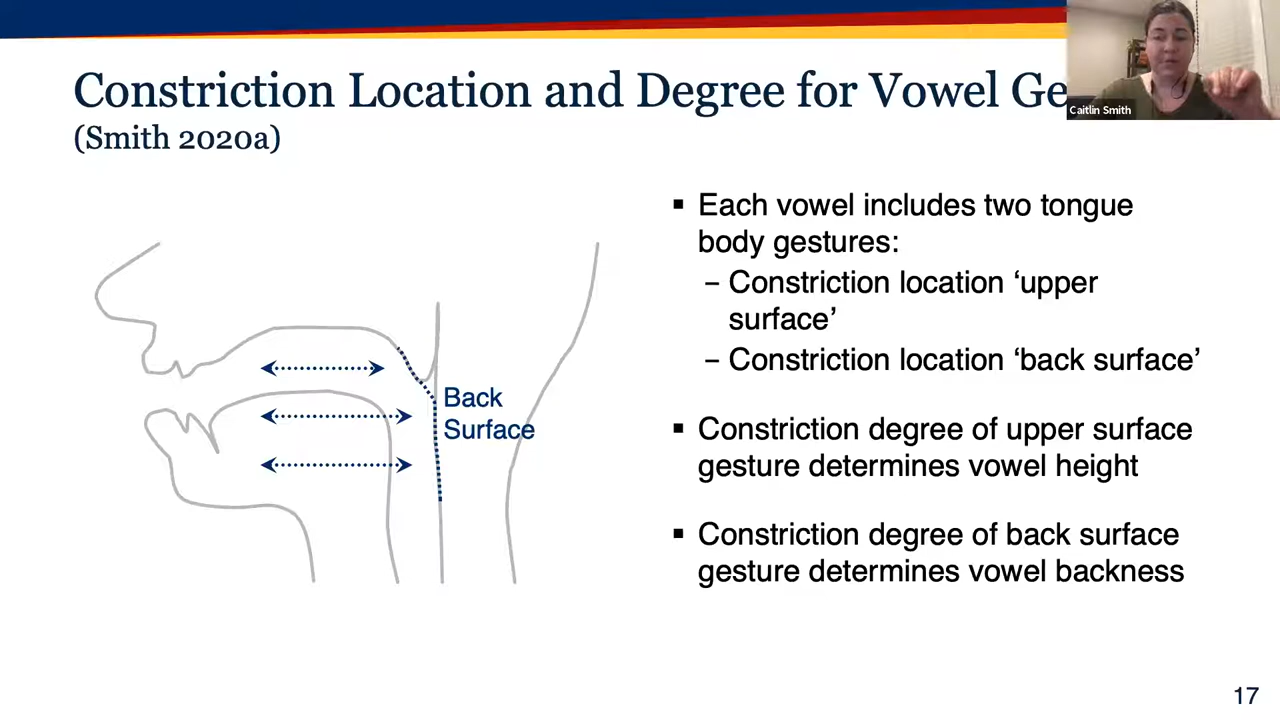 Constriction Location and Degree for Vowel Ge
(Smith 2020a)
Caitlin Smith
▪ Each vowel includes two tongue
body gestures:
– Constriction location ‘upper
surface’
– Constriction location ‘back surface’
▪ Constriction degree of upper surface
gesture determines vowel height
▪ Constriction degree of back surface
gesture determines vowel backness
Back
Surface
17